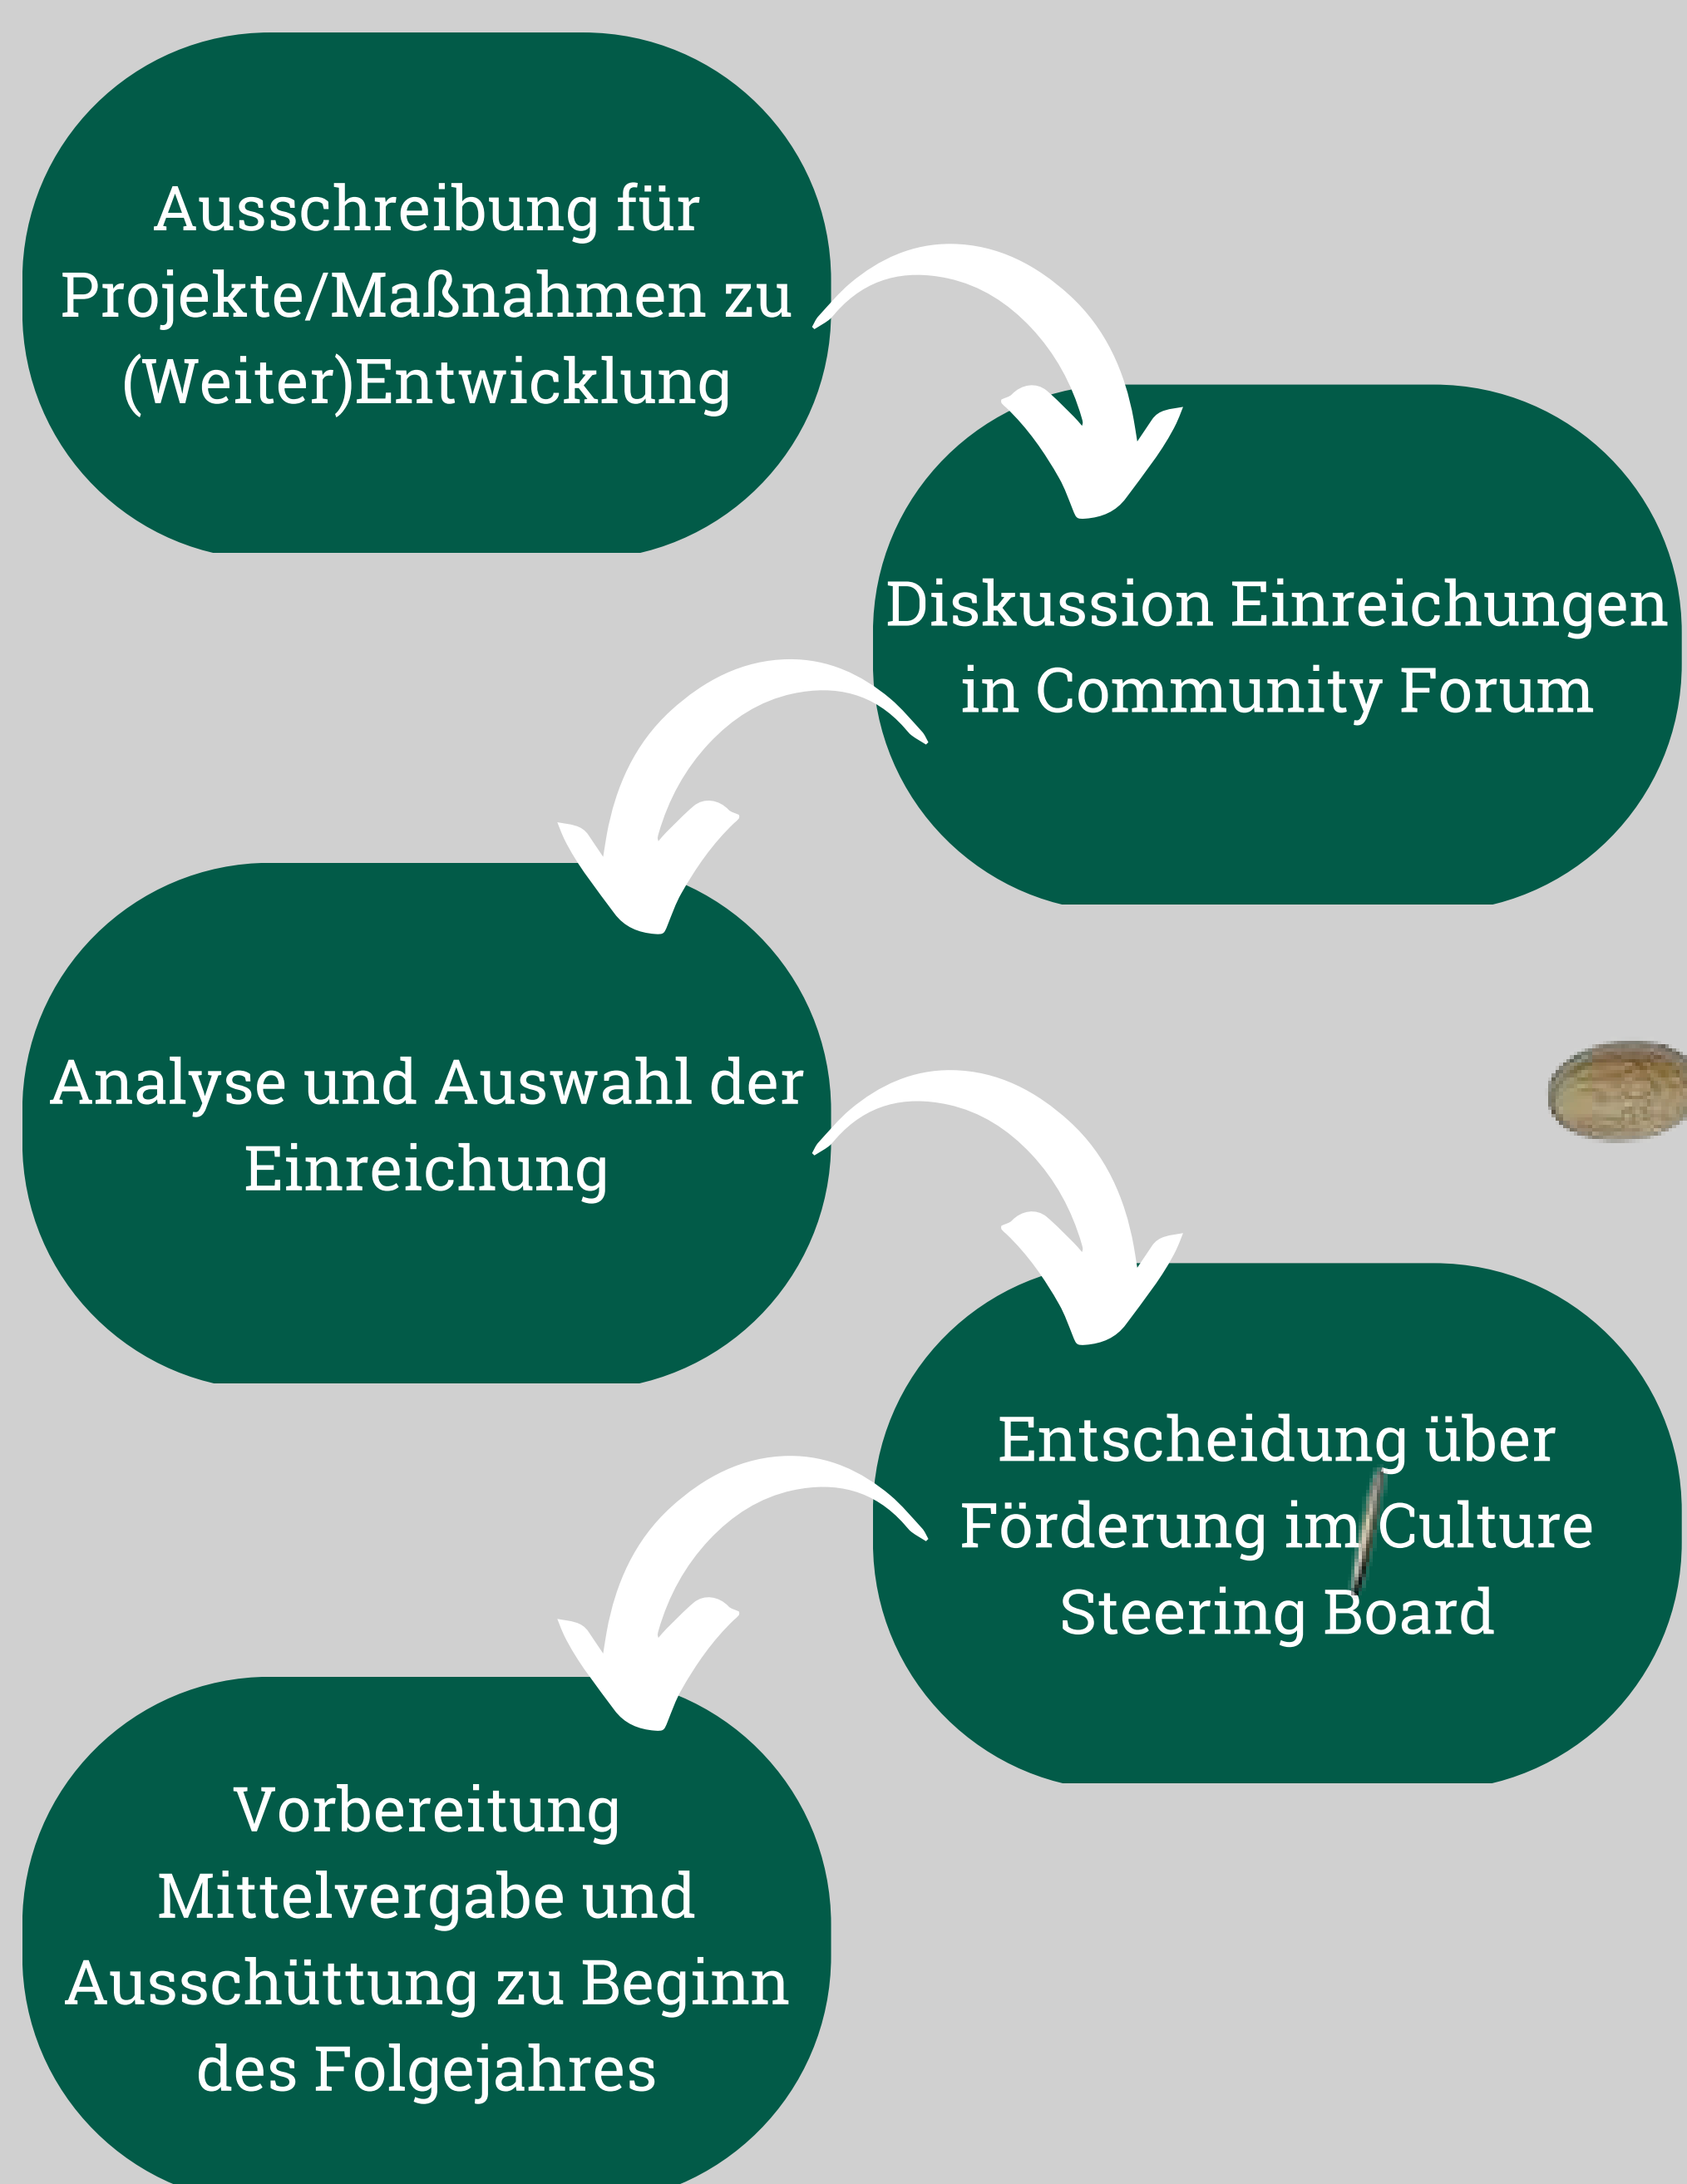 Ausschreibung für
Projekte/Maßnahmen zu
(Weiter)Entwicklung
Diskussion Einreichungen
in Community Forum
Analyse und Auswahl der
Einreichung
Entscheidung über
Förderung im Culture
Steering Board
Vorbereitung
Mittelvergabe und
Ausschüttung zu Beginn
des Folgejahres